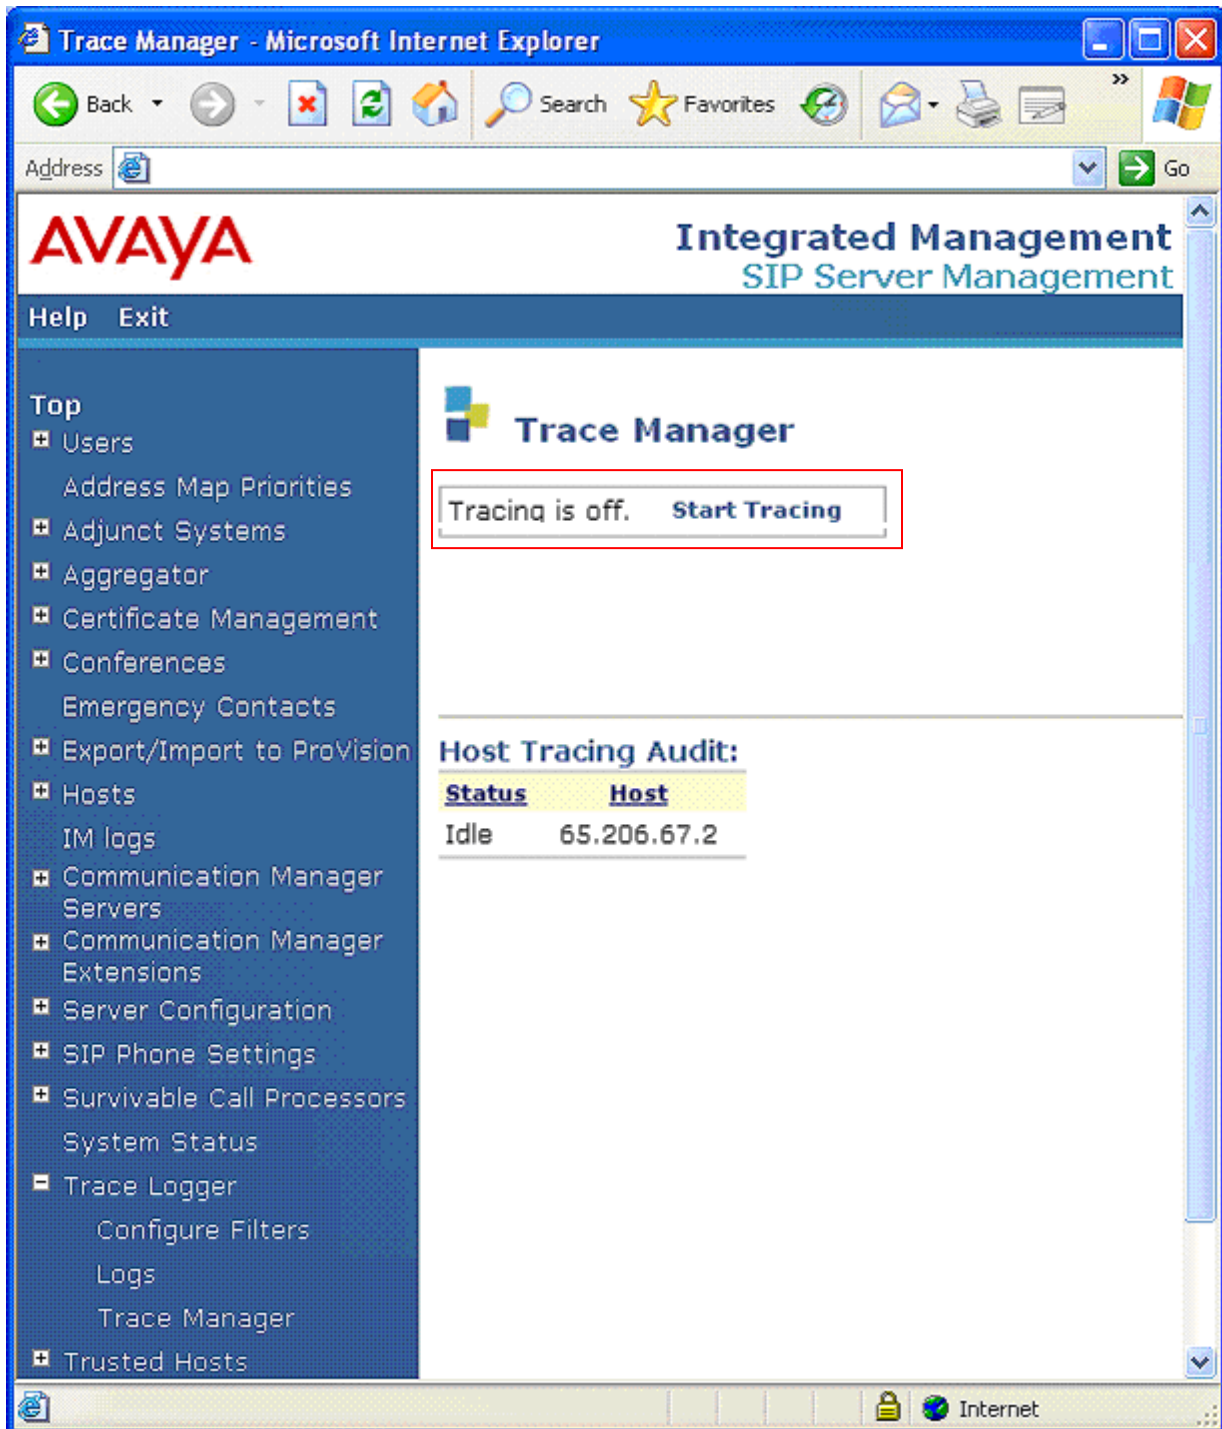 Trace Manager - Microsoft Internet Explorer
Back Search Favorites »
Address Go
AVAYA
Integrated Management
SIP Server Management
Help Exit
Top
Users
Address Map Priorities
Adjunct Systems
Aggregator
Certificate Management
Conferences
Emergency Contacts
Export/Import to ProVision
Hosts
IM logs
Communication Manager
Servers
Communication Manager
Extensions
Server Configuration
SIP Phone Settings
Survivable Call Processors
System Status
Trace Logger
Configure Filters
Logs
Trace Manager
Trusted Hosts
Trace Manager
Tracing is off. Start Tracing
Host Tracing Audit:
Status Host
Idle 65.206.67.2
Internet